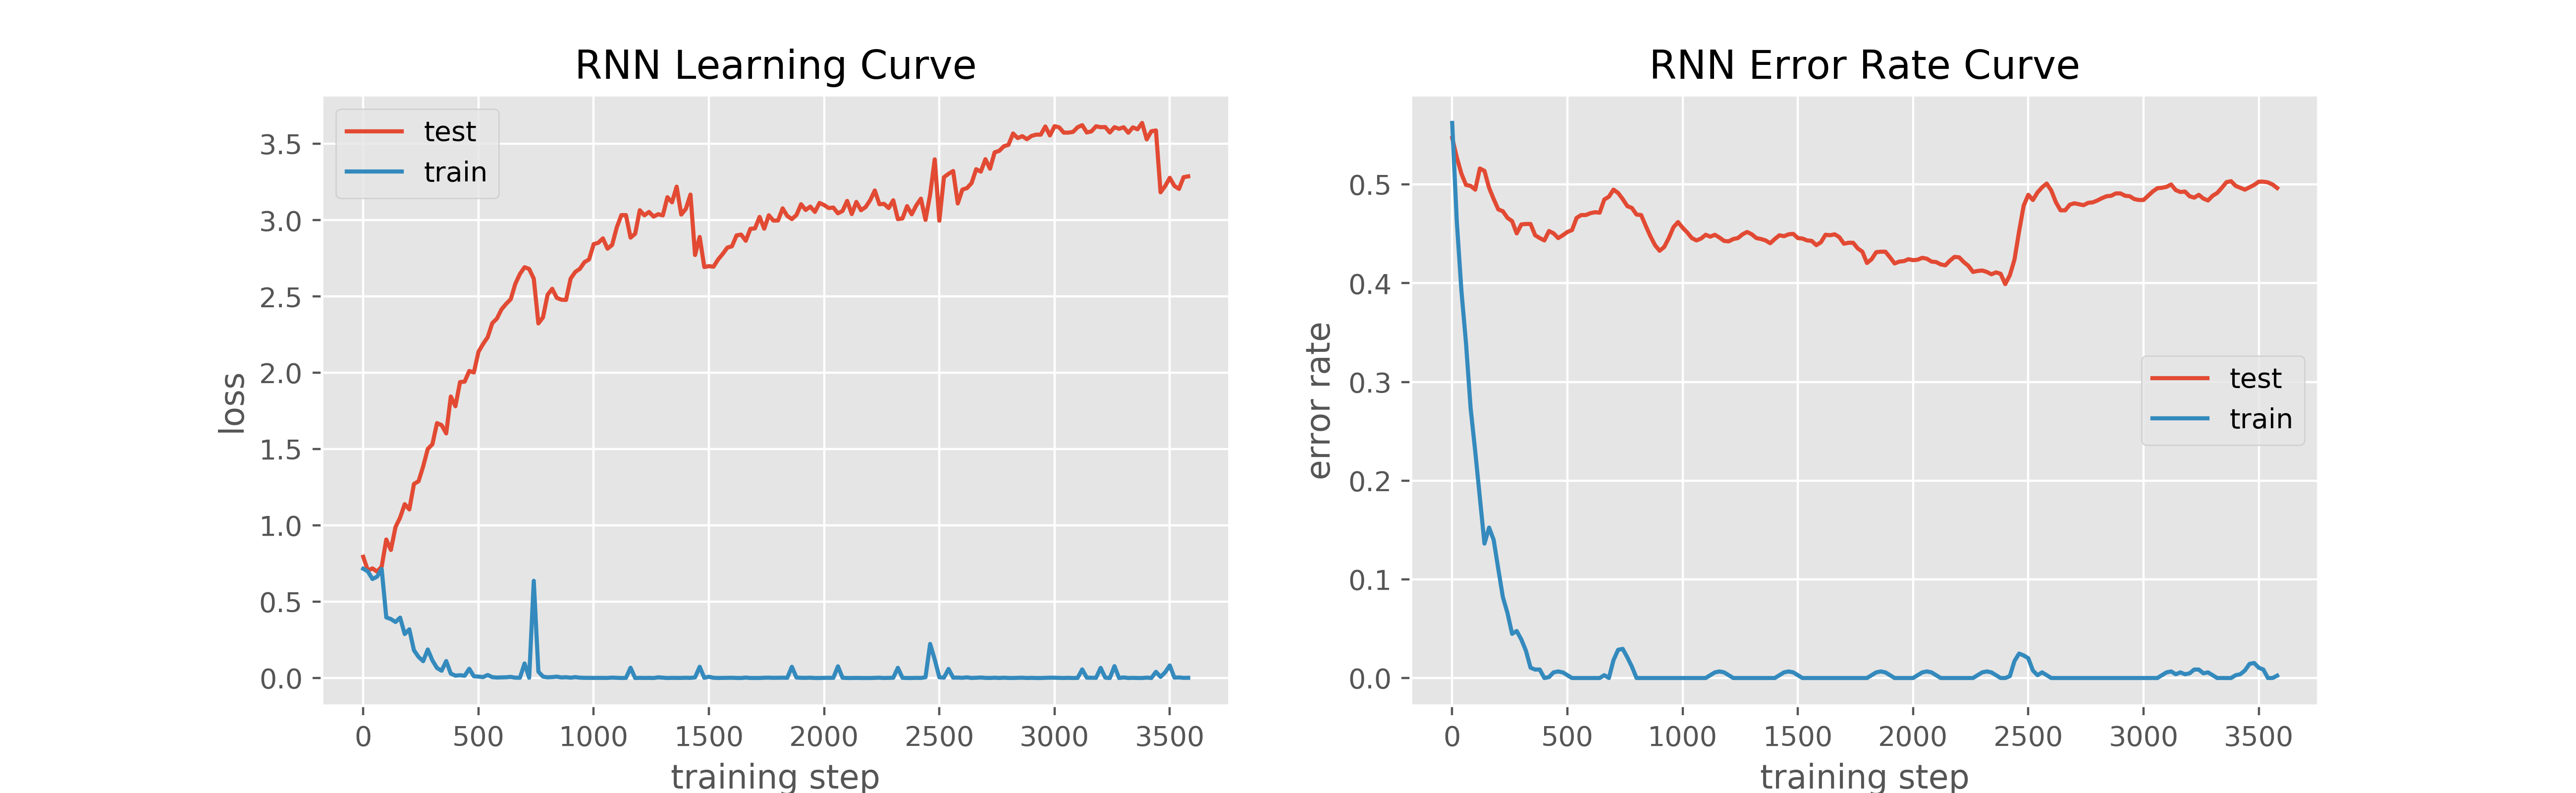 RNN Learning Curve
test
train
3.5
3.0
2.5
2.0
1.5
1.0
0.5
0.0
loss
0 500 1000 1500 2000 2500 3000 3500
training step
RNN Error Rate Curve
0.5
0.4
0.3
0.2
0.1
0.0
error rate
test
train
0 500 1000 1500 2000 2500 3000 3500
training step